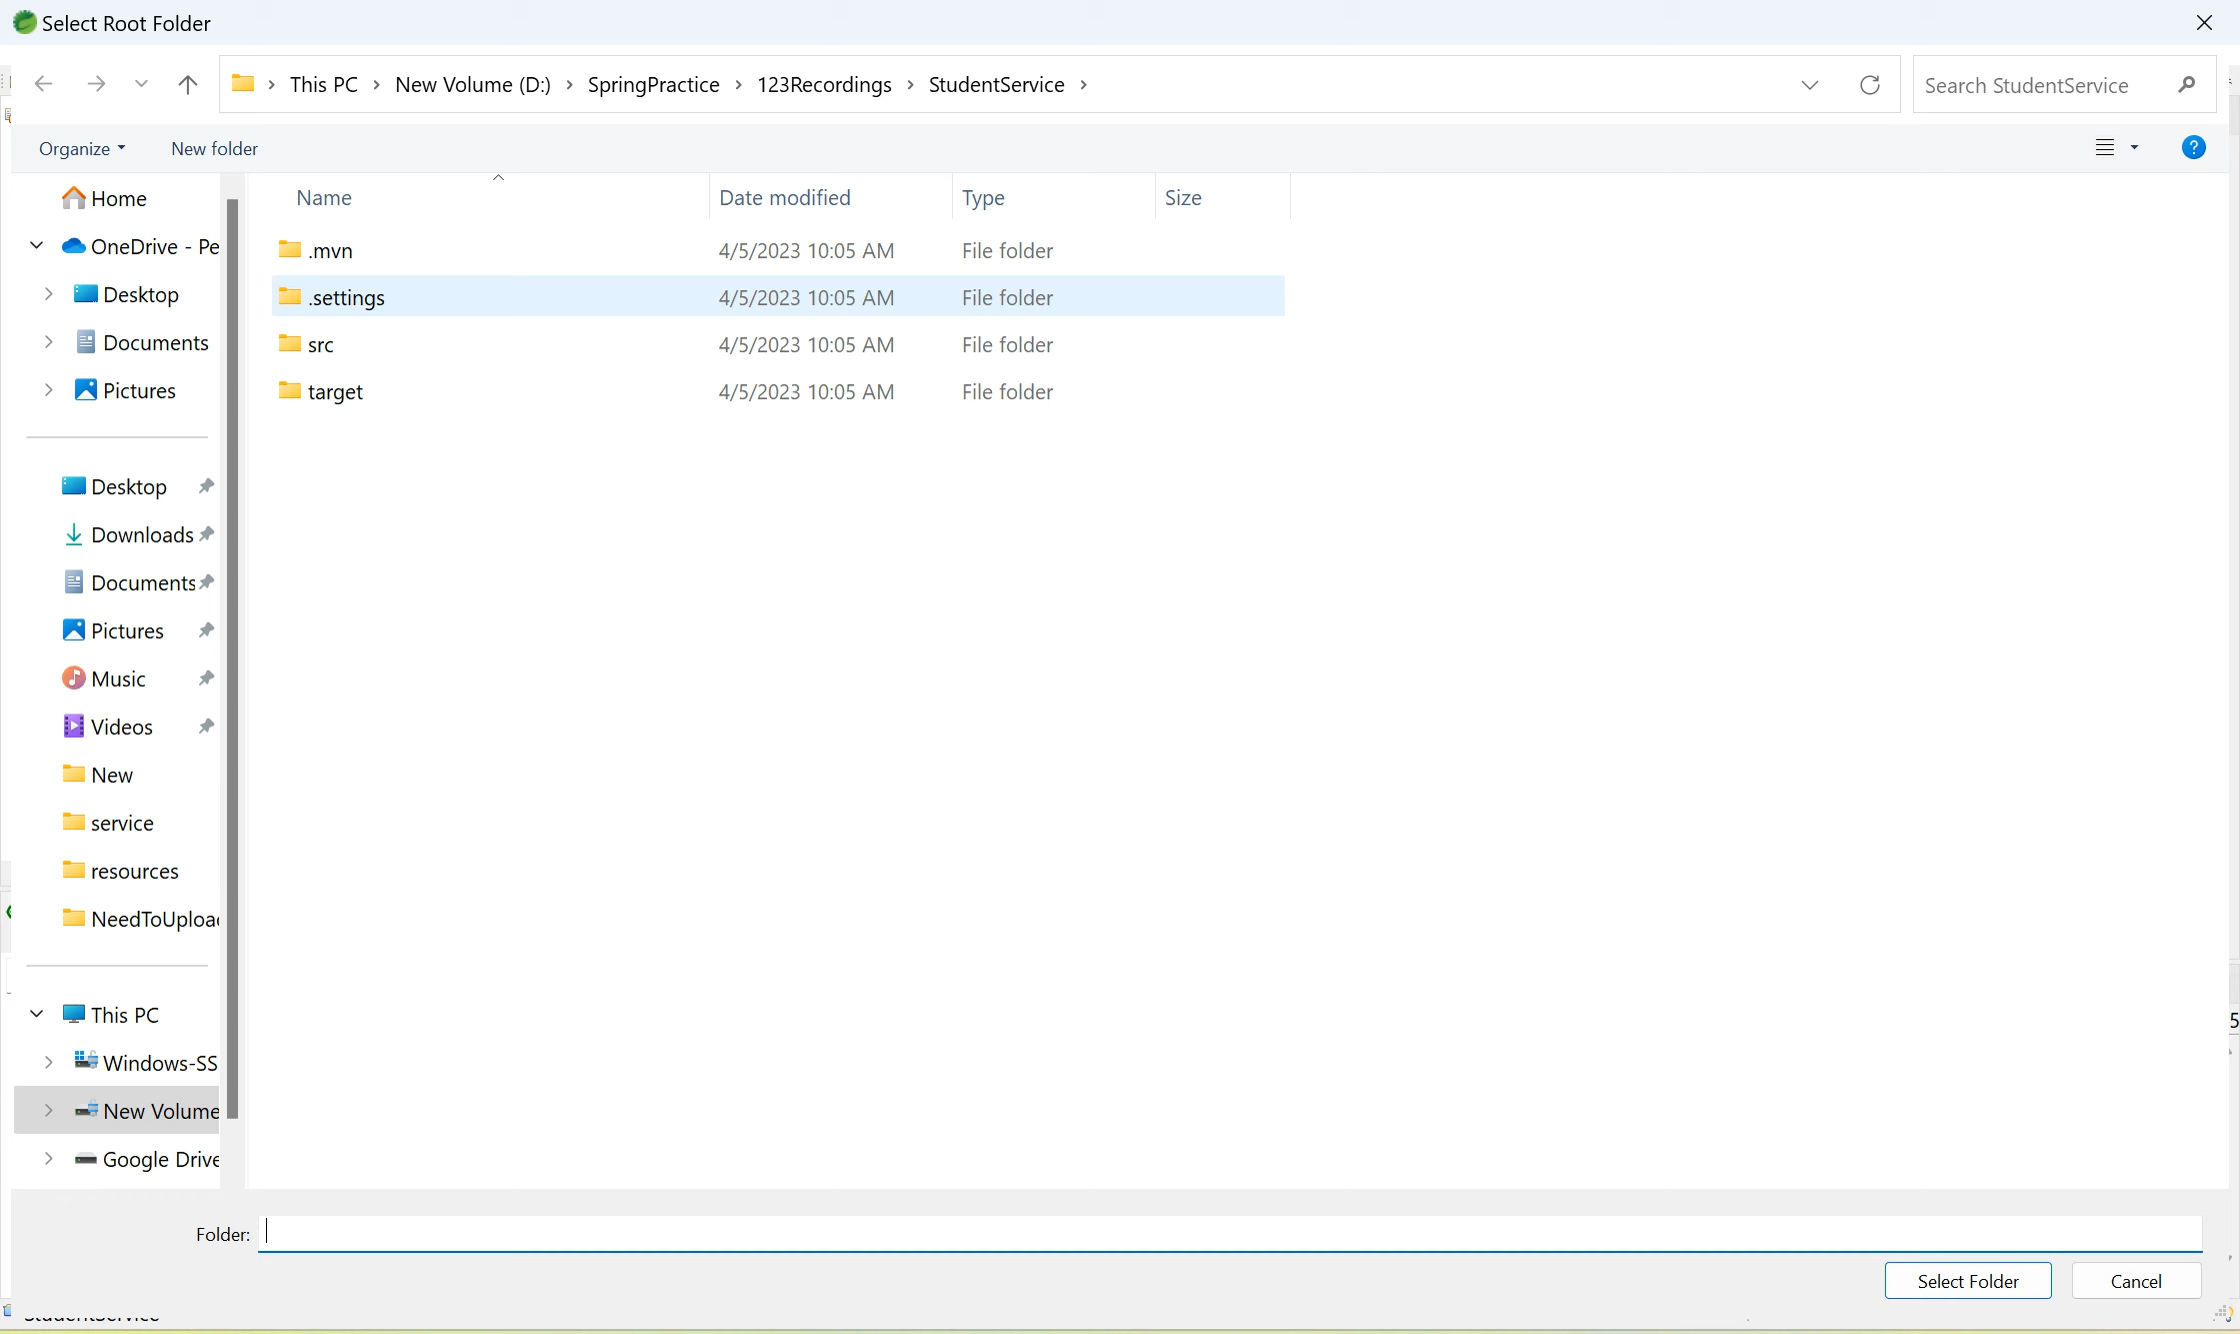 Select Root Folder
This PC › New Volume (D:) › SpringPractice › 123Recordings › StudentService ›
Search StudentService
Organize
New folder
Name
Date modified
Type
Size
.mvn 4/5/2023 10:05 AM File folder
.settings 4/5/2023 10:05 AM File folder
src 4/5/2023 10:05 AM File folder
target 4/5/2023 10:05 AM File folder
Home
OneDrive - Pe
Desktop
Documents
Pictures
Desktop
Downloads
Documents
Pictures
Music
Videos
New
service
resources
NeedToUploa
This PC
Windows-SS
New Volume
Google Drive
Folder:
Select Folder
Cancel